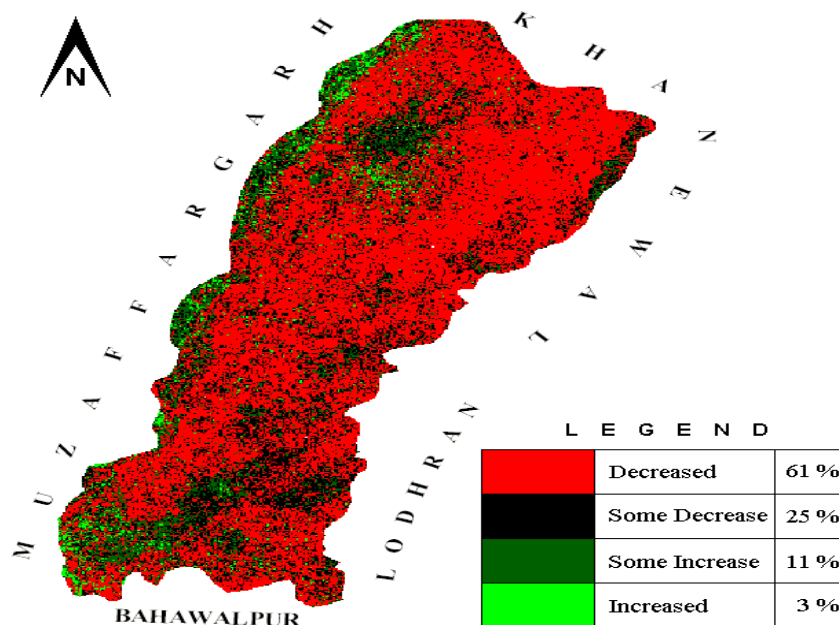 N
MUZAFFARGARH
KHANEWAL
LODHRAN
BAHAWALPUR
LEGEND
Decreased 61 %
Some Decrease 25 %
Some Increase 11 %
Increased 3 %